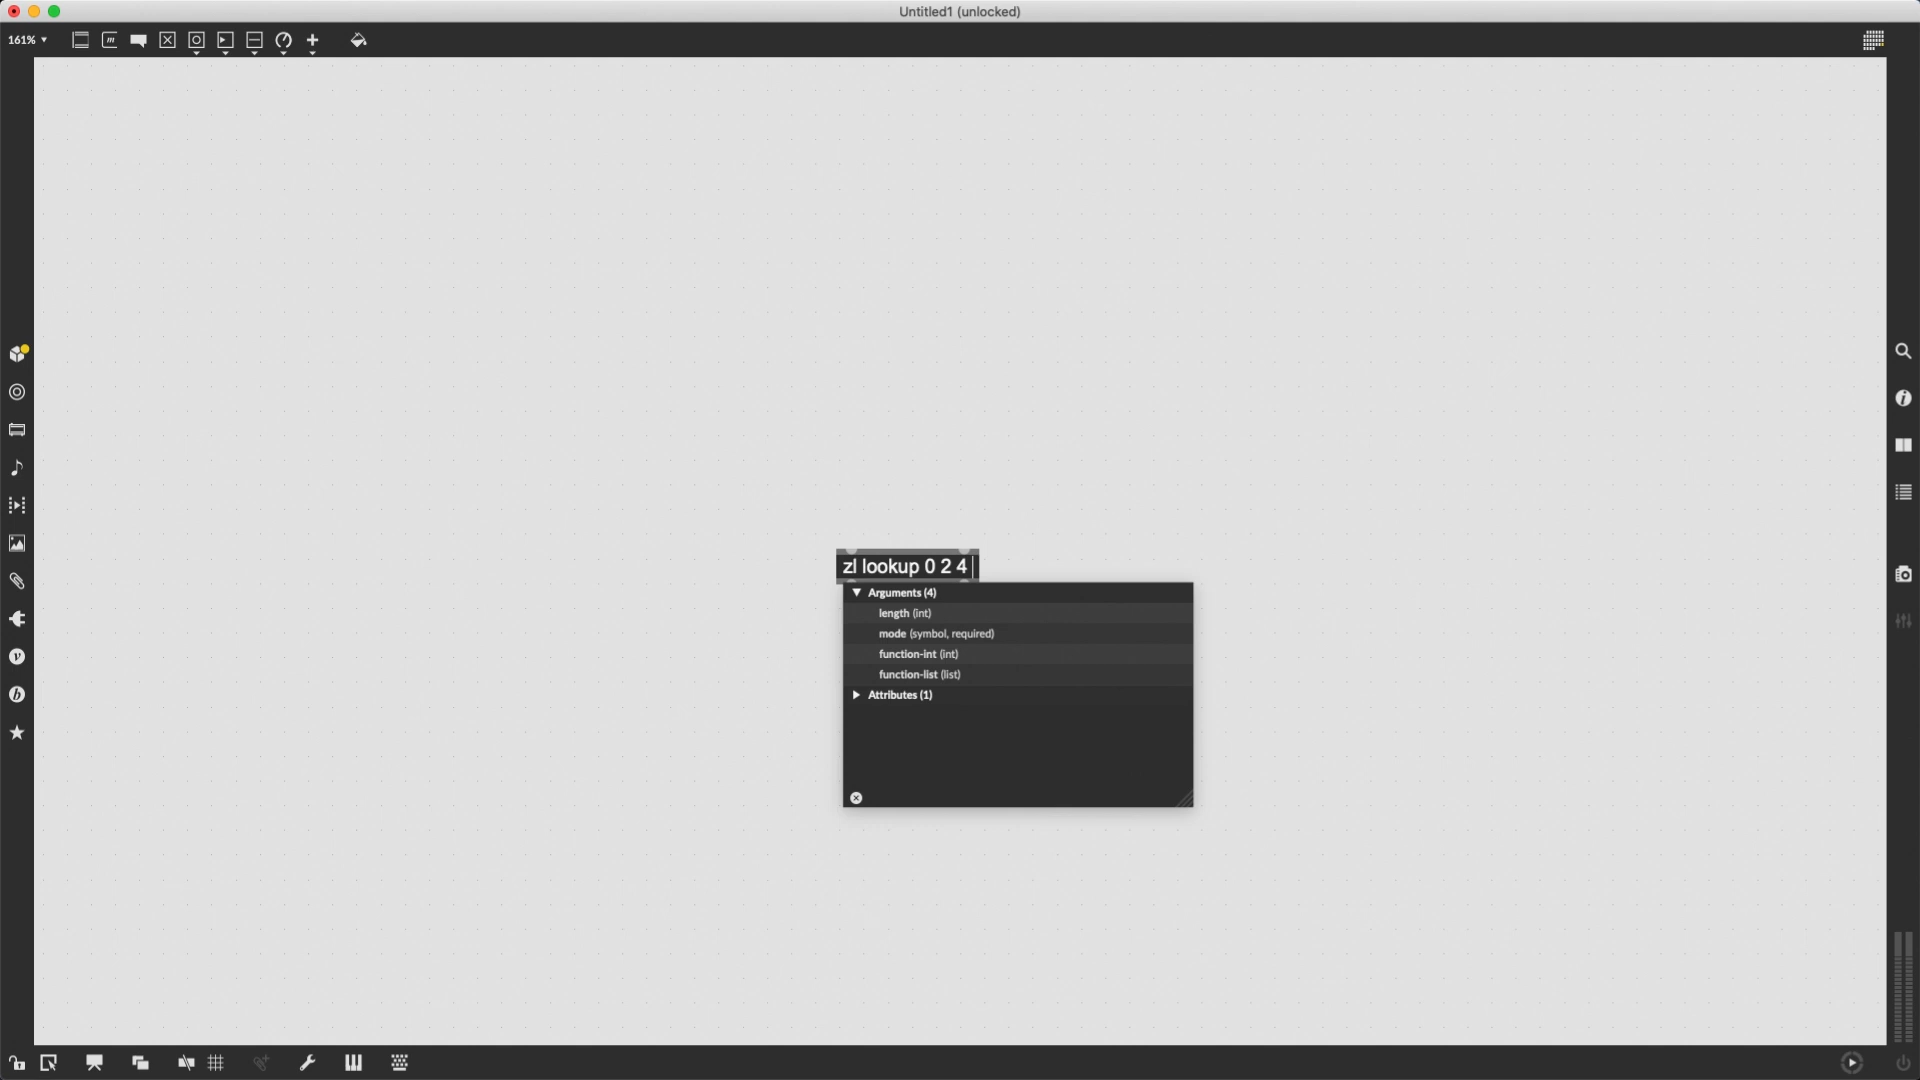 Untitled1 (unlocked)
161%
zl lookup 0 2 4
Arguments (4)
length (int)
mode (symbol, required)
function-int (int)
function-list (list)
Attributes (1)